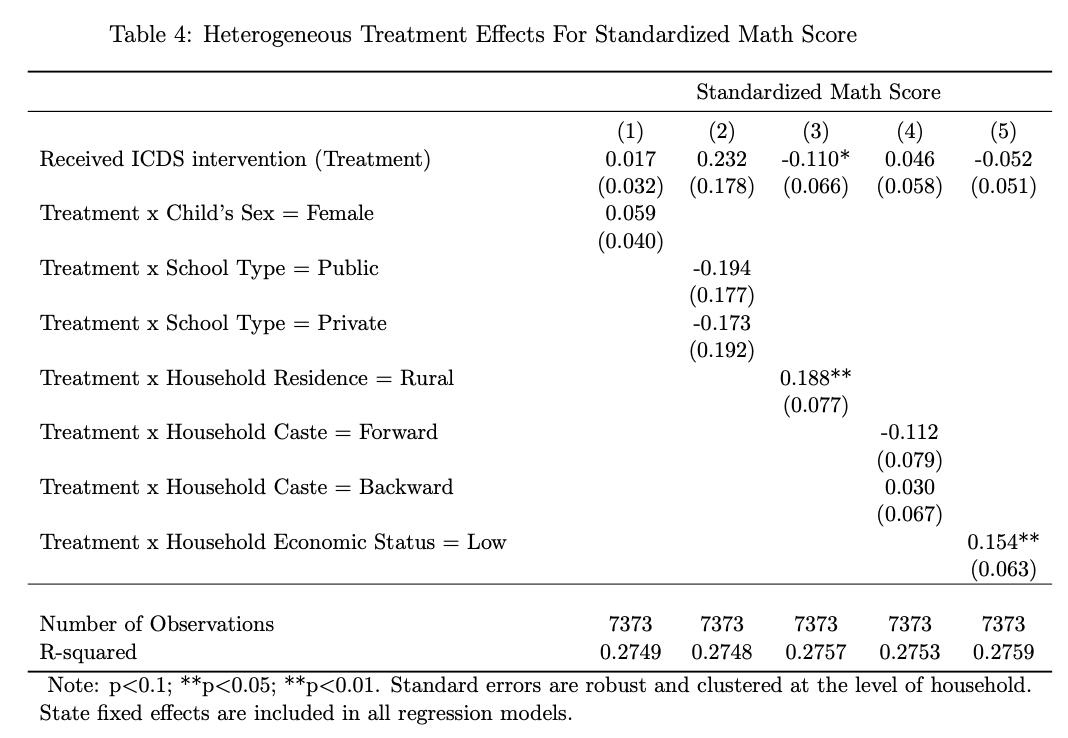 Table 4: Heterogeneous Treatment Effects For Standardized Math Score
Standardized Math Score
(1) (2) (3) (4) (5)
Received ICDS intervention (Treatment) 0.017 0.232 -0.110* 0.046 -0.052
(0.032) (0.178) (0.066) (0.058) (0.051)
Treatment x Child's Sex = Female 0.059
(0.040)
Treatment x School Type = Public -0.194
(0.177)
Treatment x School Type = Private -0.173
(0.192)
Treatment x Household Residence = Rural 0.188**
(0.077)
Treatment x Household Caste = Forward -0.112
(0.079)
Treatment x Household Caste = Backward 0.030
(0.067)
Treatment x Household Economic Status = Low 0.154**
(0.063)
Number of Observations 7373 7373 7373 7373 7373
R-squared 0.2749 0.2748 0.2757 0.2753 0.2759
Note: p<0.1; **p<0.05; **p<0.01. Standard errors are robust and clustered at the level of household.
State fixed effects are included in all regression models.